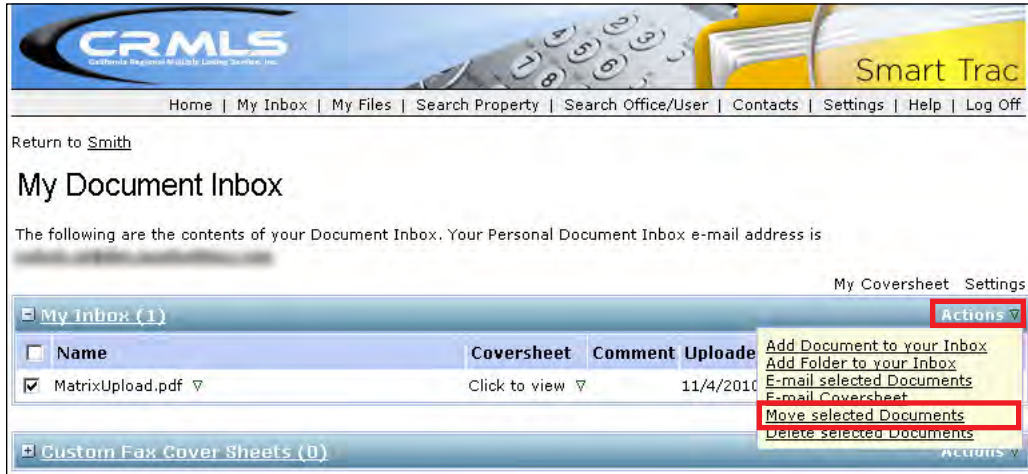 CRMLS
California Regional Multiple Listing Service, Inc.
Smart Trac
Home | My Inbox | My Files | Search Property | Search Office/User | Contacts | Settings | Help | Log Off
Return to Smith
My Document Inbox
The following are the contents of your Document Inbox. Your Personal Document Inbox e-mail address is
My Coversheet Settings
My Inbox (1) Actions
Name Coversheet Comment Uploade
MatrixUpload.pdf Click to view 11/4/2010
Add Document to your Inbox
Add Folder to your Inbox
E-mail selected Documents
E-mail Coversheet
Move selected Documents
Delete selected Documents
Custom Fax Cover Sheets (0) Actions